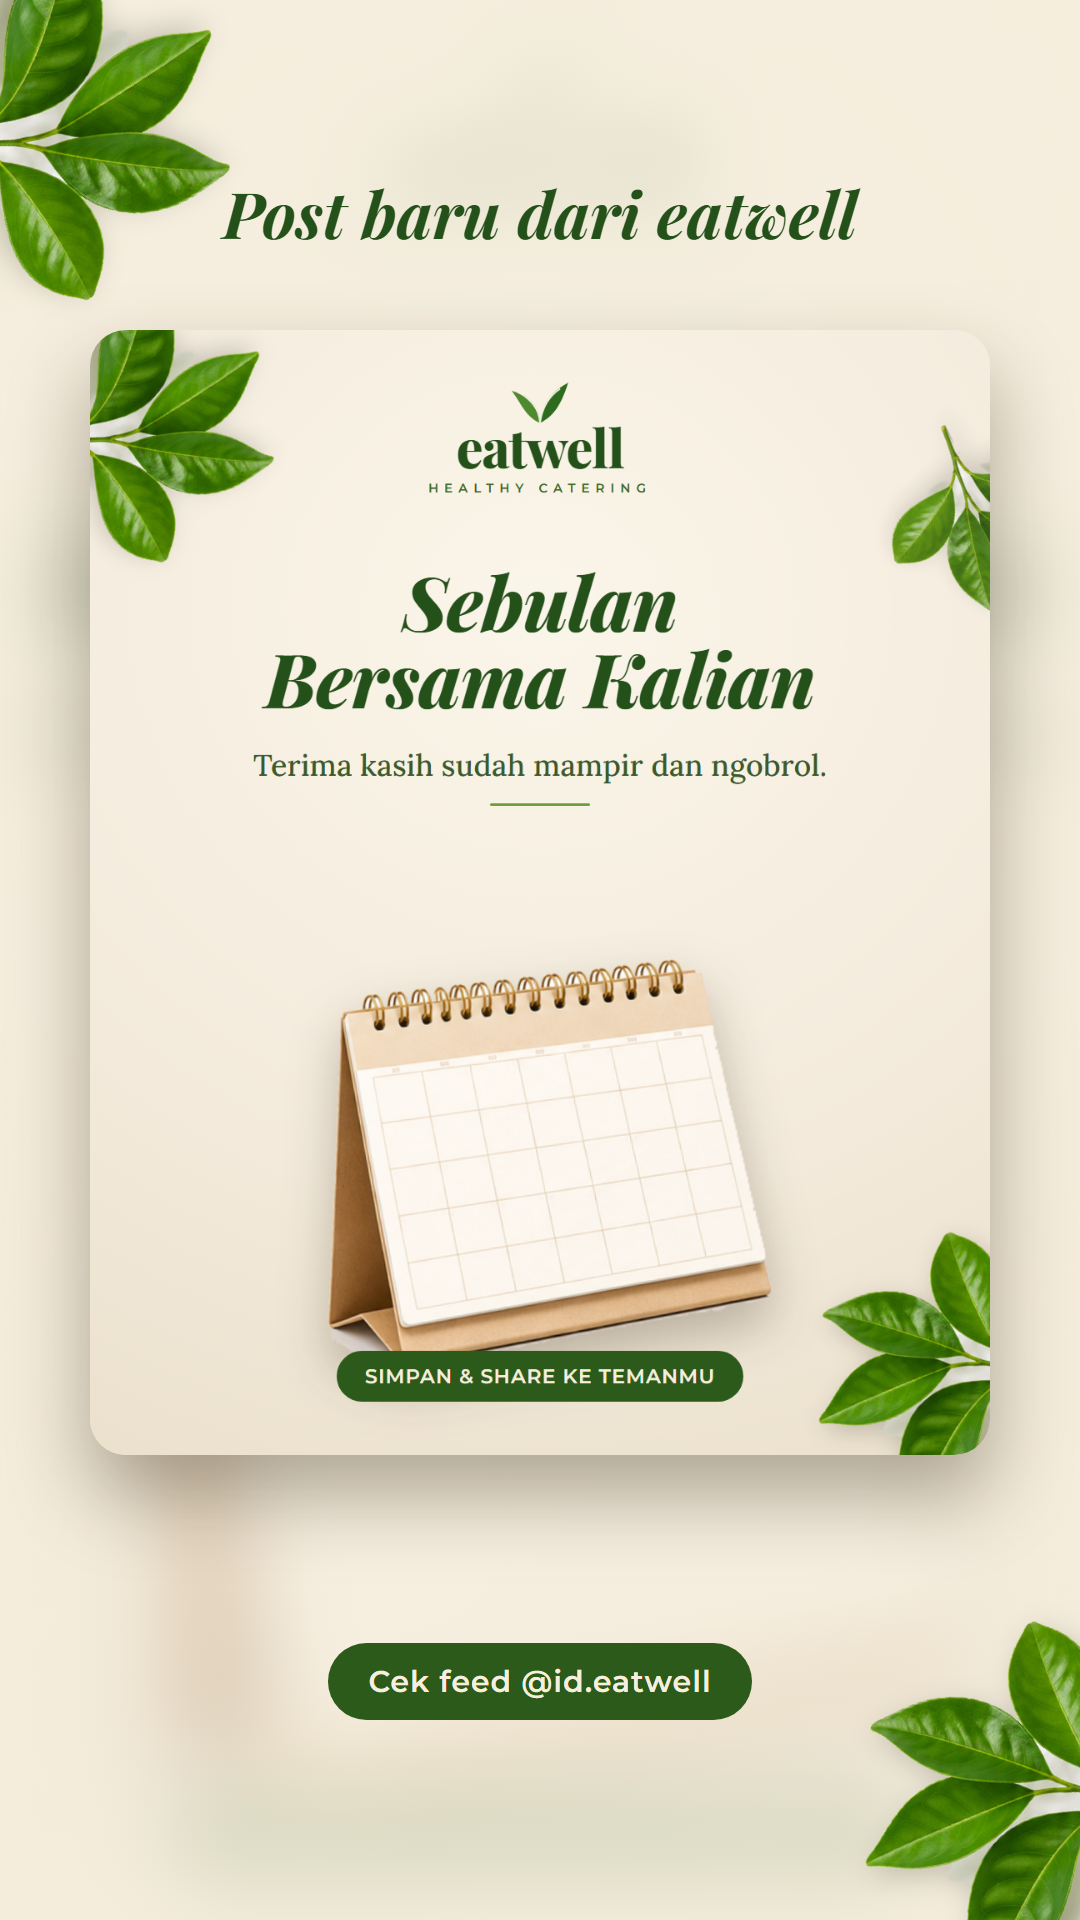 Post baru dari eatwell
eatwell
HEALTHY CATERING
Sebulan
Bersama Kalian
Terima kasih sudah mampir dan ngobrol.
SIMPAN & SHARE KE TEMANMU
Cek feed @id.eatwell